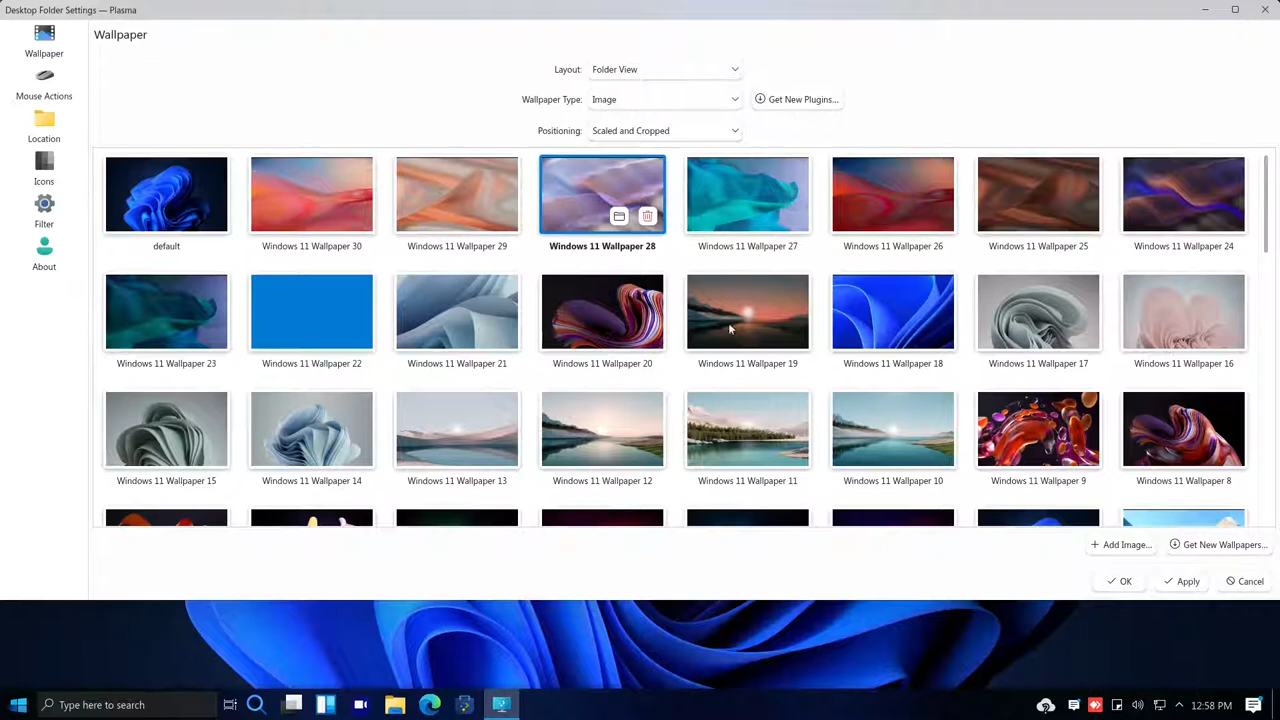 Desktop Folder Settings — Plasma
Wallpaper
Mouse Actions
Location
Icons
Filter
About
Wallpaper
Layout: Folder View
Wallpaper Type: Image Get New Plugins...
Positioning: Scaled and Cropped
default Windows 11 Wallpaper 30 Windows 11 Wallpaper 29 Windows 11 Wallpaper 28 Windows 11 Wallpaper 27 Windows 11 Wallpaper 26 Windows 11 Wallpaper 25 Windows 11 Wallpaper 24
Windows 11 Wallpaper 23 Windows 11 Wallpaper 22 Windows 11 Wallpaper 21 Windows 11 Wallpaper 20 Windows 11 Wallpaper 19 Windows 11 Wallpaper 18 Windows 11 Wallpaper 17 Windows 11 Wallpaper 16
Windows 11 Wallpaper 15 Windows 11 Wallpaper 14 Windows 11 Wallpaper 13 Windows 11 Wallpaper 12 Windows 11 Wallpaper 11 Windows 11 Wallpaper 10 Windows 11 Wallpaper 9 Windows 11 Wallpaper 8
Add Image... Get New Wallpapers...
OK Apply Cancel
Type here to search 12:58 PM